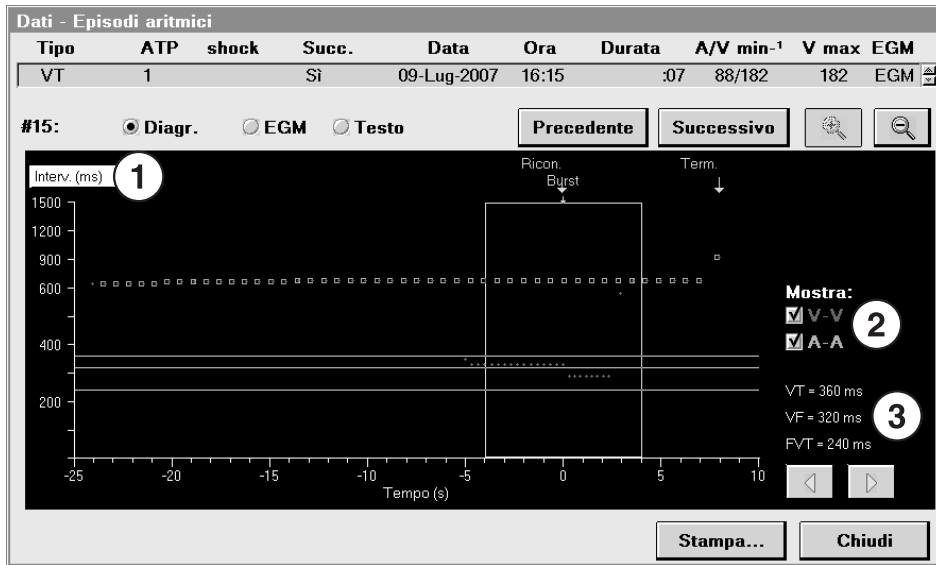 Dati - Episodi aritmici
Tipo ATP shock Succ. Data Ora Durata A/V min-¹ V max EGM
VT 1 Sì 09-Lug-2007 16:15 :07 88/182 182 EGM
#15: Diagr. EGM Testo Precedente Successivo
Interv. (ms) 1
Ricon. Term.
Burst
1500
1200
900
600
400
200
Mostra:
V-V
A-A
2
VT = 360 ms
VF = 320 ms
FVT = 240 ms
3
-25 -20 -15 -10 -5 0 5 10
Tempo (s)
Stampa... Chiudi